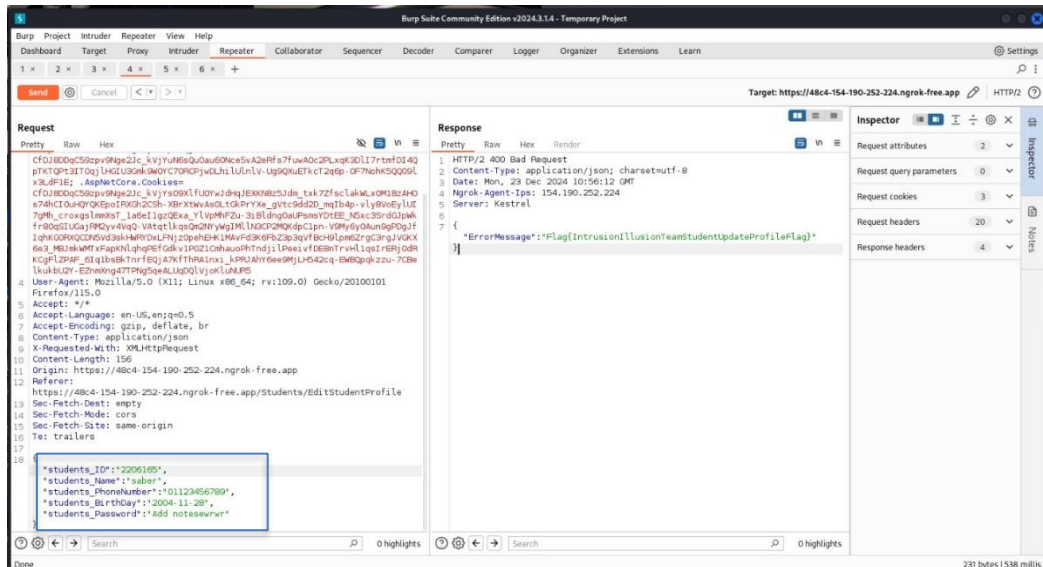 Burp Suite Community Edition v2024.3.1.4 - Temporary Project
Burp Project Intruder Repeater View Help
Dashboard Target Proxy Intruder Repeater Collaborator Sequencer Decoder Comparer Logger Organizer Extensions Learn Settings
1 × 2 × 3 × 4 × 5 × 6 × +
Send Cancel Target: https://48c4-154-190-252-224.ngrok-free.app HTTP/2
Request
Pretty Raw Hex
.AspNetCore.Cookies=
4 User-Agent: Mozilla/5.0 (X11; Linux x86_64; rv:109.0) Gecko/20100101
Firefox/115.0
5 Accept: */*
6 Accept-Language: en-US,en;q=0.5
7 Accept-Encoding: gzip, deflate, br
8 Content-Type: application/json
9 X-Requested-With: XMLHttpRequest
10 Content-Length: 156
11 Origin: https://48c4-154-190-252-224.ngrok-free.app
12 Referer:
https://48c4-154-190-252-224.ngrok-free.app/Students/EditStudentProfile
13 Sec-Fetch-Dest: empty
14 Sec-Fetch-Mode: cors
15 Sec-Fetch-Site: same-origin
16 Te: trailers
17
18 {
"students_ID":"2206165",
"students_Name":"saber",
"students_PhoneNumber":"01123456789",
"students_BirthDay":"2004-11-28",
"students_Password":"Add notesewrwr"
}
Search 0 highlights
Response
Pretty Raw Hex Render
1 HTTP/2 400 Bad Request
2 Content-Type: application/json; charset=utf-8
3 Date: Mon, 23 Dec 2024 10:56:12 GMT
4 Ngrok-Agent-Ips: 154.190.252.224
5 Server: Kestrel
6
7 {
"ErrorMessage":"Flag{IntrusionIllusionTeamStudentUpdateProfileFlag}"
}
Search 0 highlights
Inspector
Request attributes 2
Request query parameters 0
Request cookies 3
Request headers 20
Response headers 4
Inspector
Notes
Done 231 bytes | 538 millis